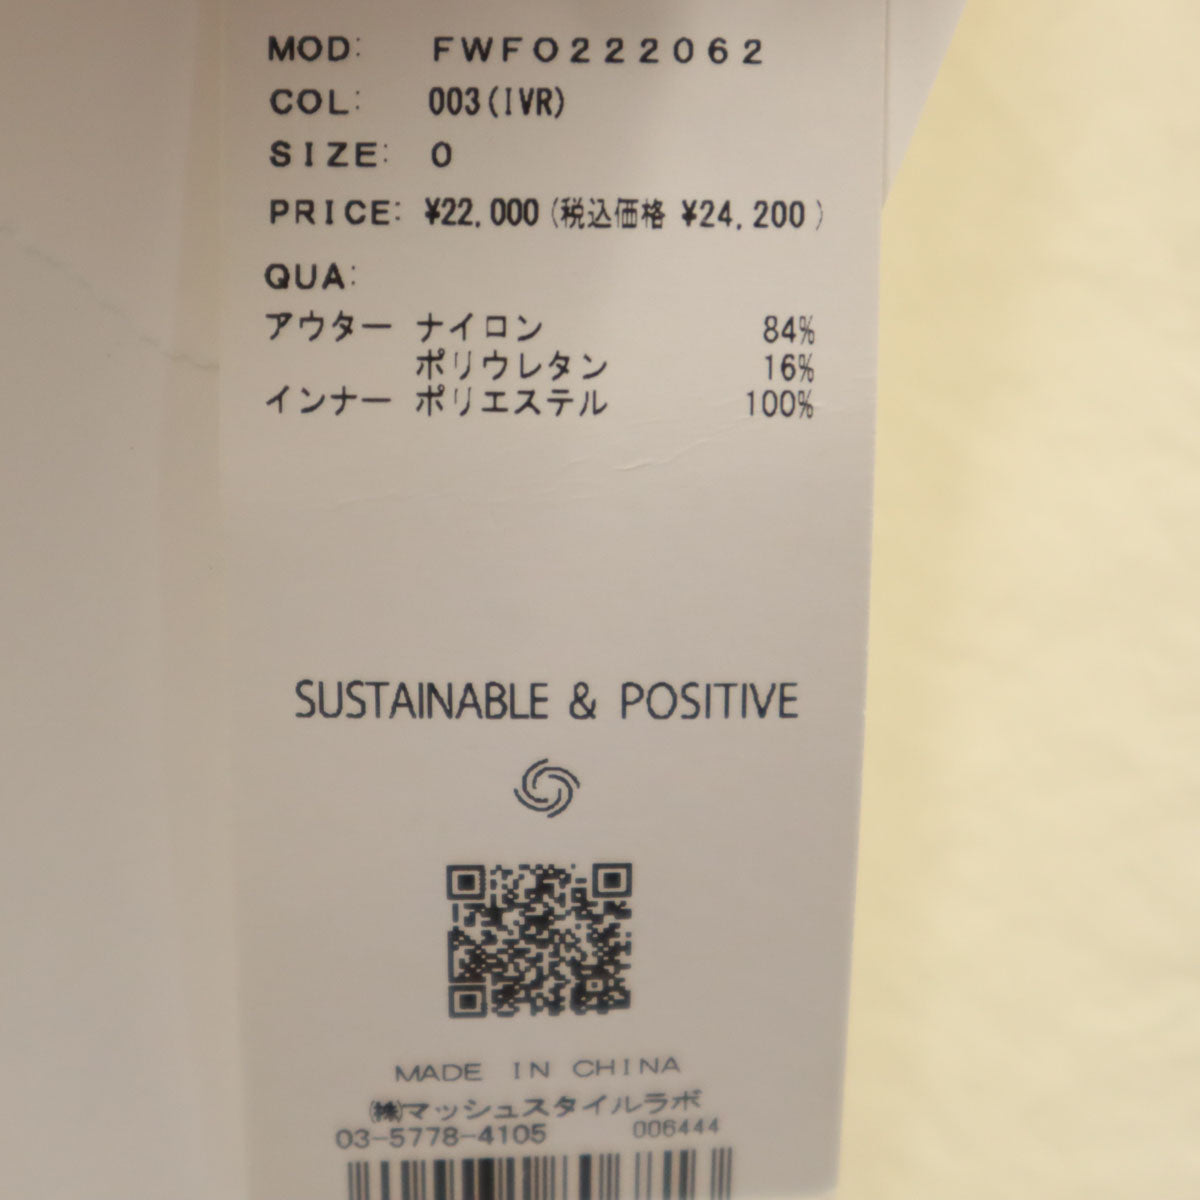 MOD: FWFO222062
COL: 003(IVR)
SIZE: 0
PRICE: ¥22,000(税込価格 ¥24,200)
QUA:
アウター ナイロン 84%
ポリウレタン 16%
インナー ポリエステル 100%
SUSTAINABLE & POSITIVE
MADE IN CHINA
㈱マッシュスタイルラボ
03-5778-4105 006444